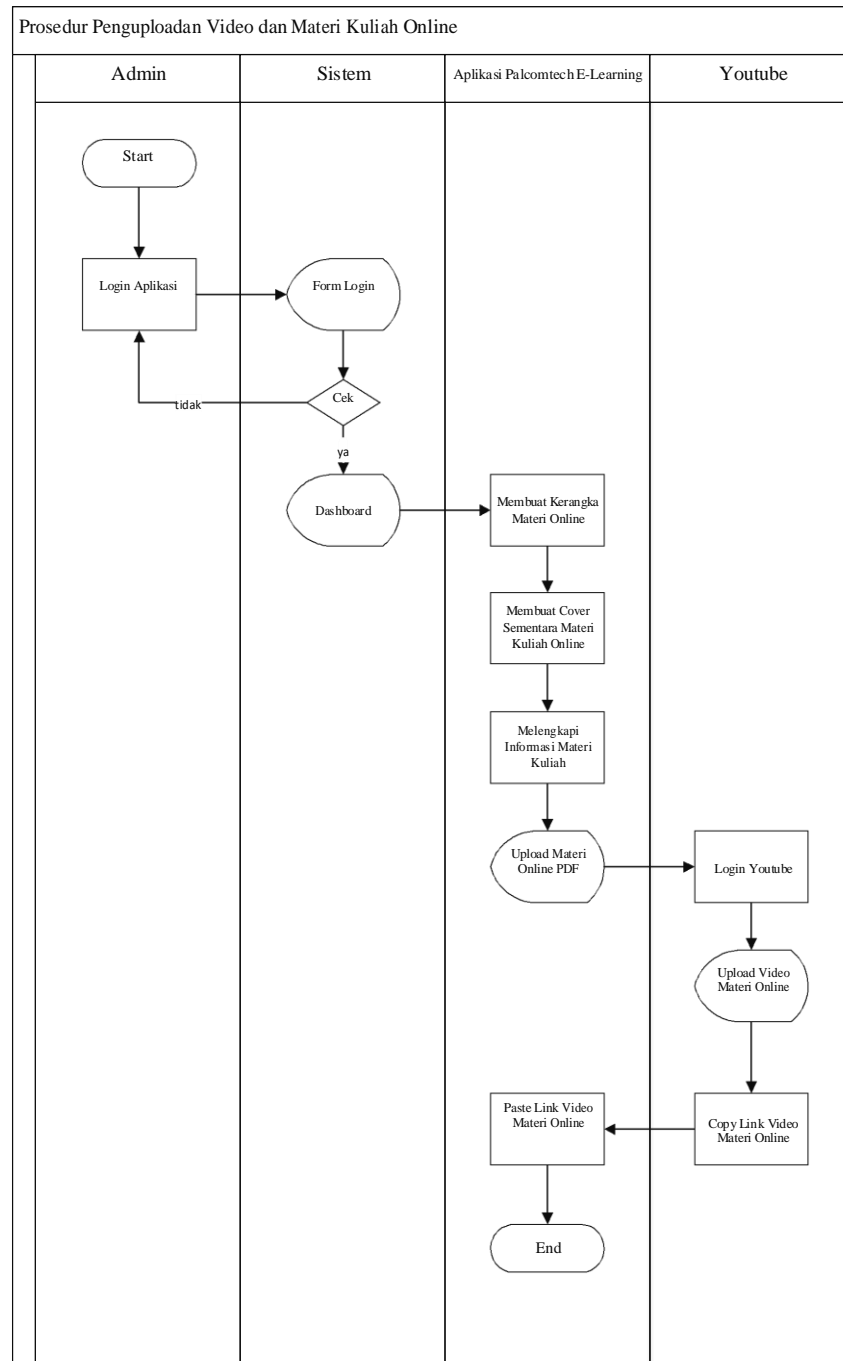 Prosedur Penguploadan Video dan Materi Kuliah Online
Admin
Sistem
Aplikasi Palcomtech E-Learning
Youtube
Start
Login Aplikasi
Form Login
Cek
tidak
ya
Dashboard
Membuat Kerangka
Materi Online
Membuat Cover
Sementara Materi
Kuliah Online
Melengkapi
Informasi Materi
Kuliah
Upload Materi
Online PDF
Login Youtube
Upload Video
Materi Online
Copy Link Video
Materi Online
Paste Link Video
Materi Online
End